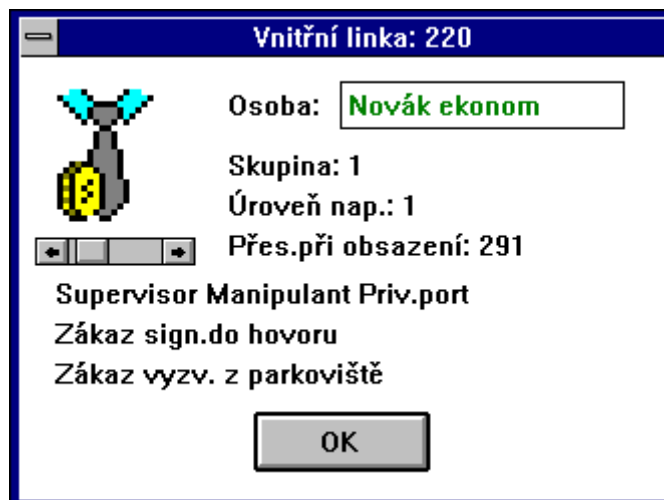 Vnitřní linka: 220
Osoba: Novák ekonom
Skupina: 1
Úroveň nap.: 1
Přes.při obsazení: 291
Supervisor Manipulant Priv.port
Zákaz sign.do hovoru
Zákaz vyzv. z parkoviště
OK